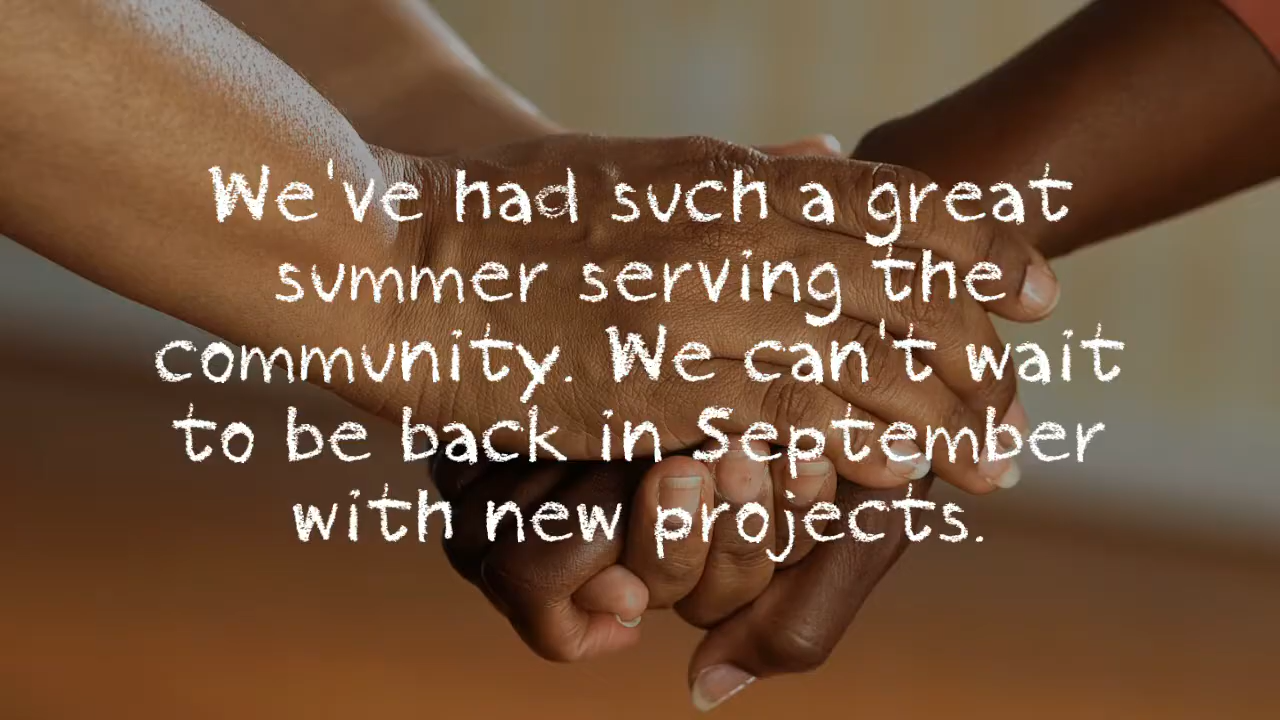 We've had such a great
summer serving the
community. We can't wait
to be back in September
with new projects.